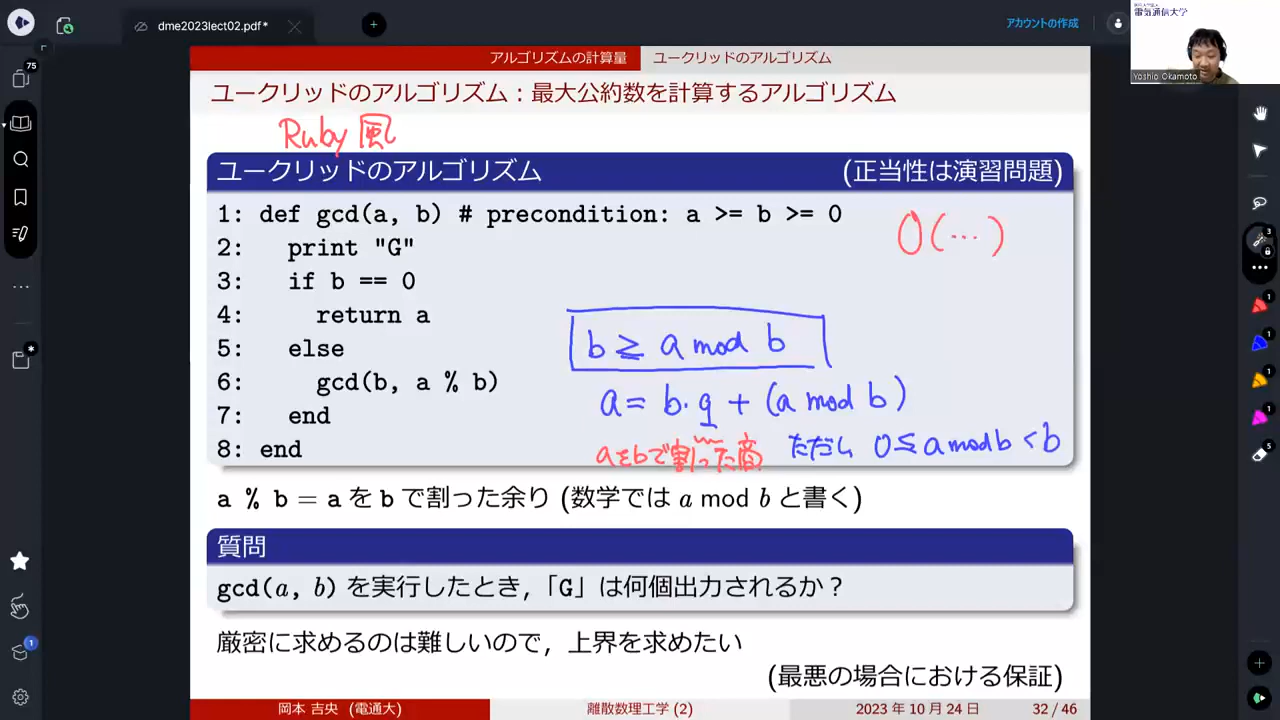 dme2023lect02.pdf*
アカウントの作成
電気通信大学
Yoshio Okamoto
75
アルゴリズムの計算量
ユークリッドのアルゴリズム
ユークリッドのアルゴリズム：最大公約数を計算するアルゴリズム
Ruby 風
ユークリッドのアルゴリズム (正当性は演習問題)
1: def gcd(a, b) # precondition: a >= b >= 0
O(…)
2: print "G"
3: if b == 0
4: return a
5: else
b ≥ a mod b
6: gcd(b, a % b)
a = b・q + (a mod b)
7: end
8: end
aをbで割った商
ただし 0 ≤ a mod b < b
a % b = a を b で割った余り (数学では a mod b と書く)
質問
gcd(a, b) を実行したとき,「G」は何個出力されるか？
厳密に求めるのは難しいので，上界を求めたい
(最悪の場合における保証)
岡本 吉央 (電通大)
離散数理工学 (2)
2023 年 10 月 24 日
32 / 46